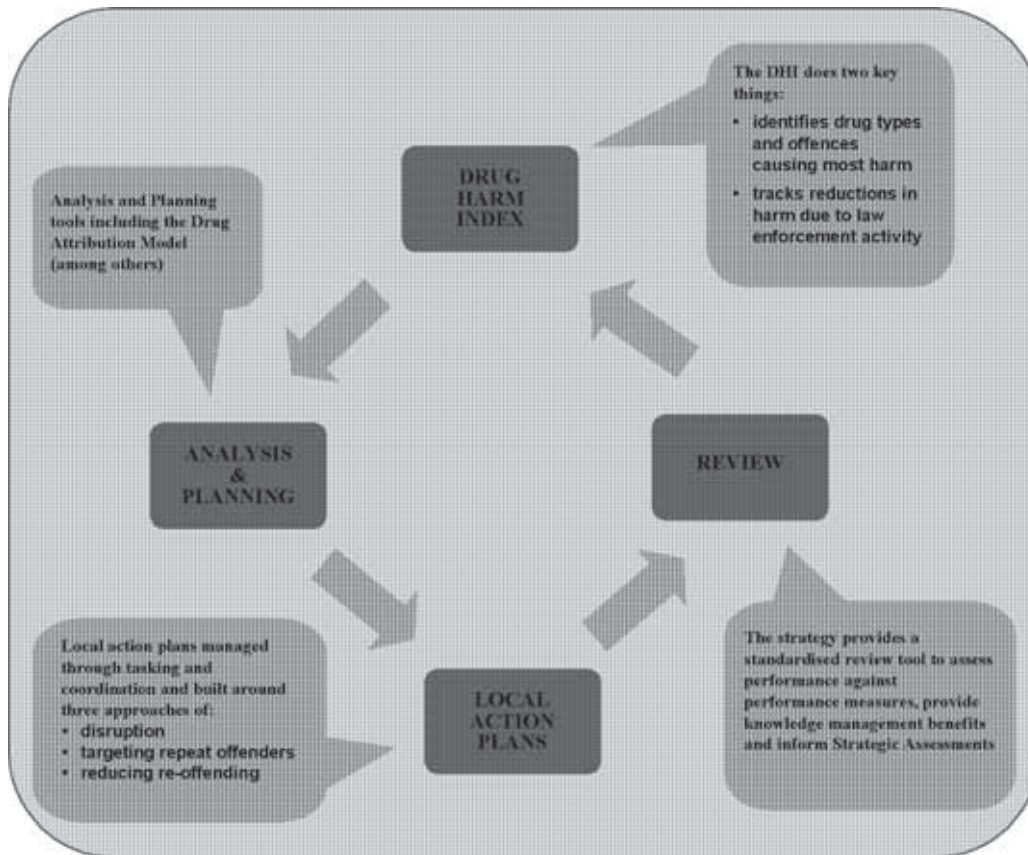 The DHI does two key
things:
• identifies drug types
and offences
causing most harm
• tracks reductions in
harm due to law
enforcement activity
DRUG
HARM
INDEX
Analysis and Planning
tools including the Drug
Attribution Model
(among others)
ANALYSIS
&
PLANNING
REVIEW
Local action plans managed
through tasking and
coordination and built around
three approaches of:
• disruption
• targeting repeat offenders
• reducing re-offending
LOCAL
ACTION
PLANS
The strategy provides a
standardised review tool to assess
performance against
performance measures, provide
knowledge management benefits
and inform Strategic Assessments